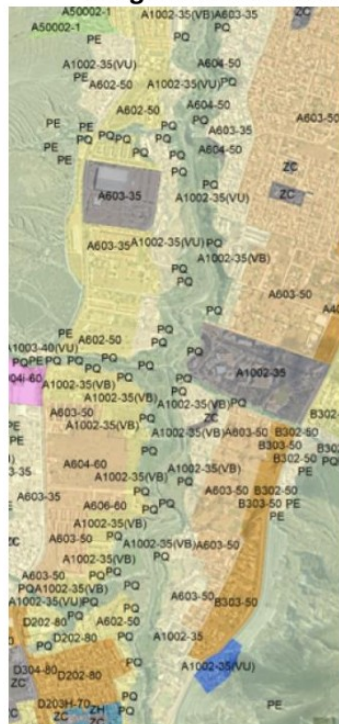 A50002-1
A1002-35(VB)A603-35
ZC
A50002-1
PQ
PE
PQ
A1002-35(VU)
A604-50
PE
A602-50
A1002-35(VU)PQ
A604-50
A603-50
A602-50
PQ
PE
PE
PQ
A603-35
PQ
PQ
PQ
PQ
PE
PQ
PQ
A604-50
ZC
A603-35
PQ
PQ
A1002-35(VU)
ZC
A603-35
A1002-35(VU)
PQ
A1002-35(VB)
PQ
PQ
A603-50
PQ
PE
A1003-40(VU)
A602-50
PQ
PQ
PE
PQ
PQ
PQ
PQ
PQ
A1002-35(VB)
PQ
A1002-35
A1002-35(VB)
A1002-35(VB)
PQ
A603-50
PQ
ZC
A1002-35(VB)
A1002-35(VB)
A603-50
B302-50
B303-50
PE
PQ
B302-50
PE
A604-60
PQ
A1002-35(VB)
PE
PQ
A603-35
PQ
A603-50
B302-50
A606-60
PQ
B303-50
PE
A1002-35(VB)
PQ
PE
A603-50
PQ
A1002-35(VB)
A603-50
A1002-35(VB)
PQ
A603-50
PQ
PQ
PQ
A1002-35(VB)
A603-50
A1002-35(VU)
PQ
B303-50
PQ
D202-80
A602-50
D202-80
PQ
A1002-35
PQ
D304-80
PQ
A1002-35(VU)
ZC
D202-80
PQ
D203H-70
ZH
PE
ZC
ZC